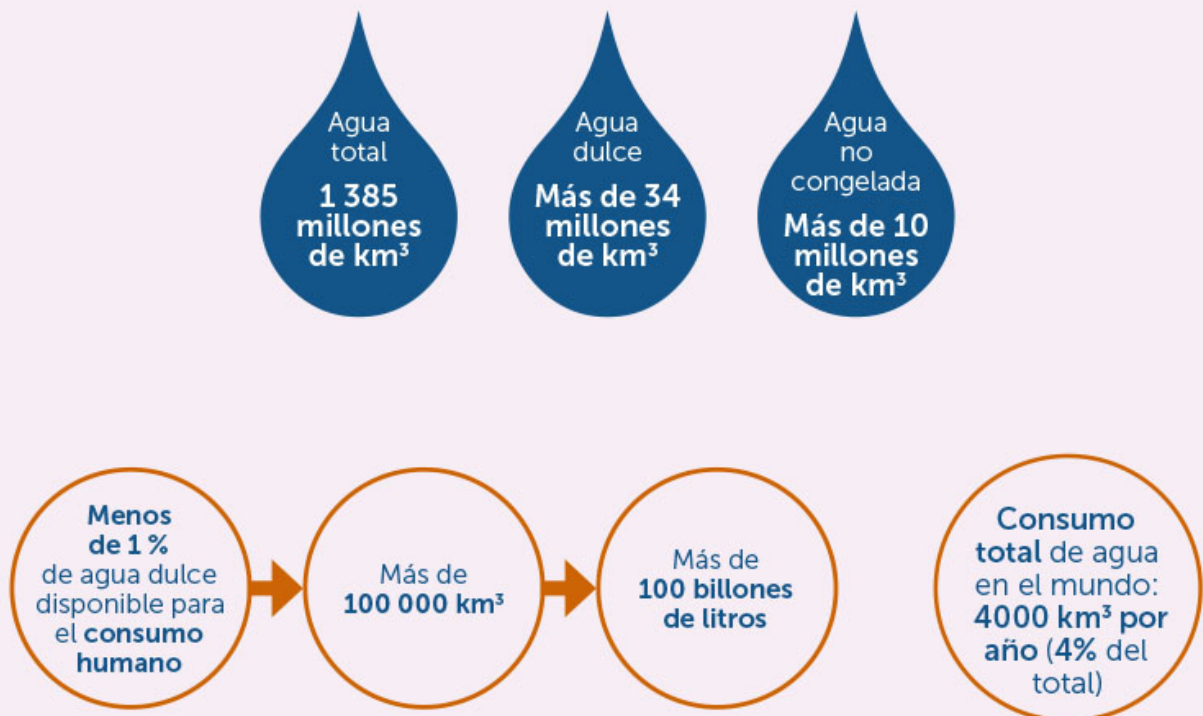 Agua
total
1 385
millones
de km³
Agua
dulce
Más de 34
millones
de km³
Agua
no
congelada
Más de 10
millones
de km³
Menos
de 1 %
de agua dulce
disponible para
el consumo
humano
Más de
100 000 km³
Más de
100 billones
de litros
Consumo
total de agua
en el mundo:
4000 km³ por
año (4% del
total)